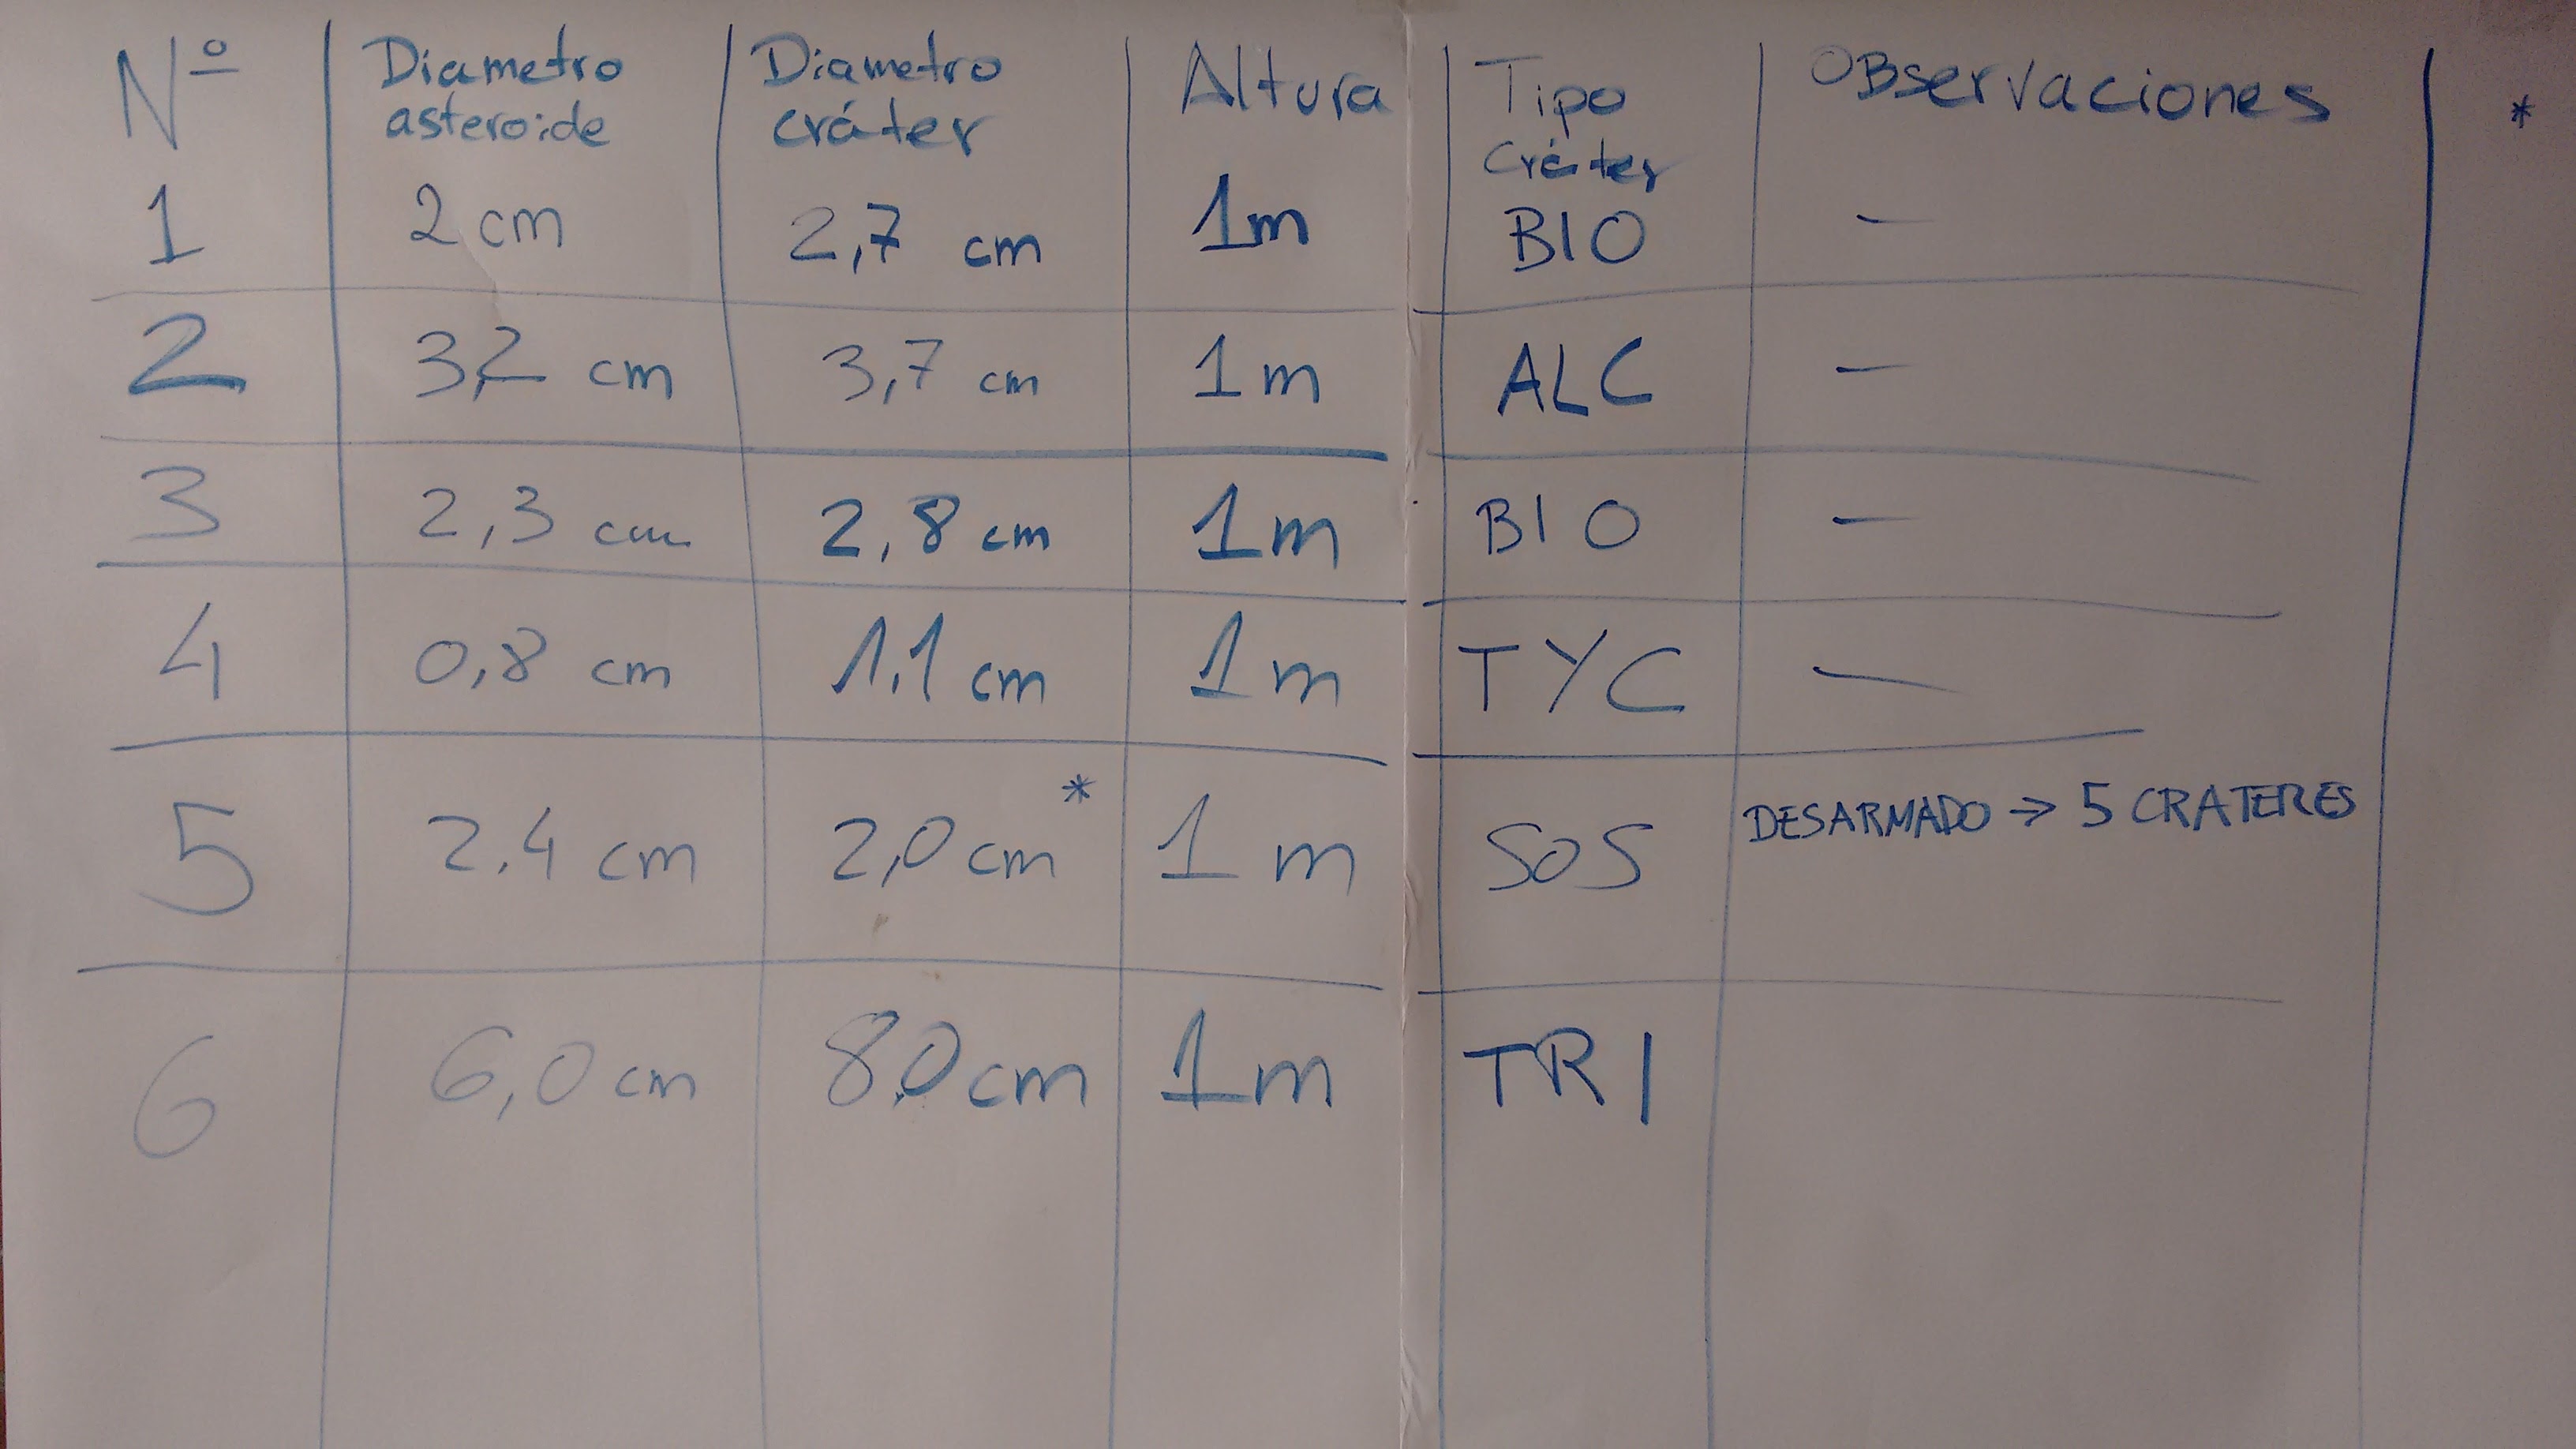 Nº Diametro asteroide Diametro cráter Altura Tipo Cráter Observaciones *
1 2 cm 2,7 cm 1m BIO —
2 3,2 cm 3,7 cm 1m ALC —
3 2,3 cm 2,8 cm 1m BIO —
4 0,8 cm 1,1 cm 1m TYC —
5 2,4 cm 2,0 cm * 1m SOS DESARMADO → 5 CRATERES
6 6,0 cm 8,0 cm 1m TRI